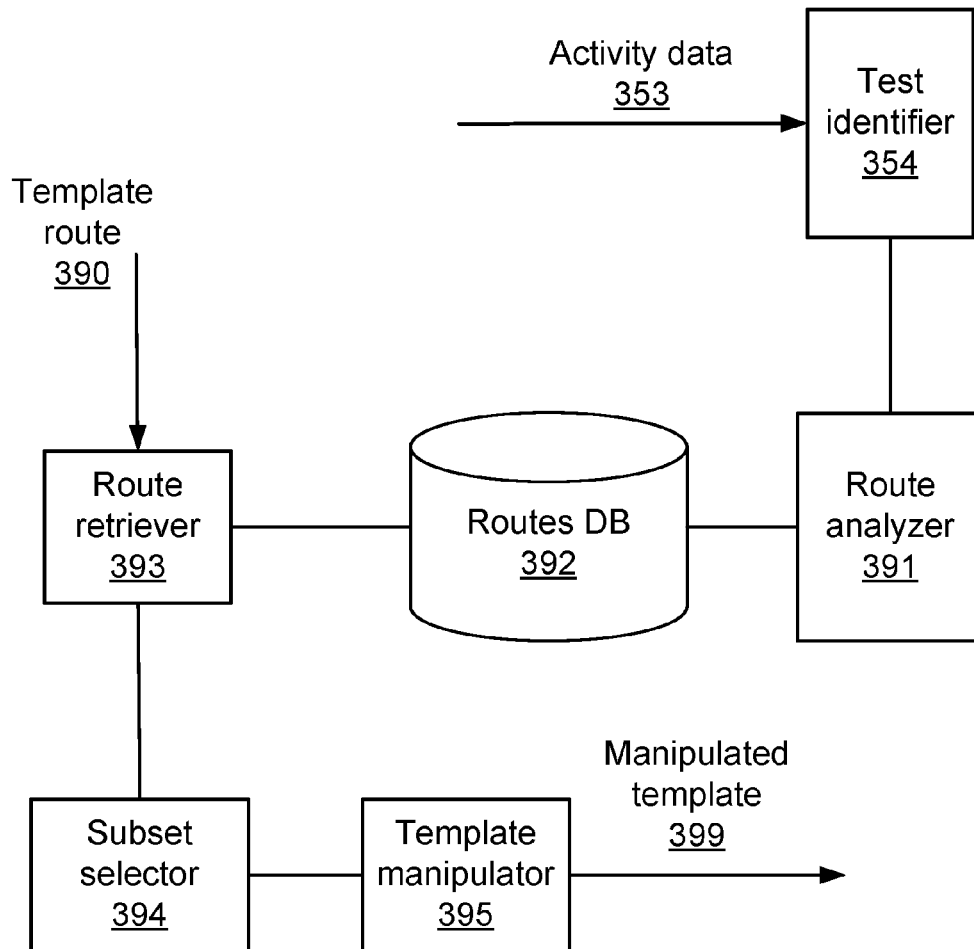 Activity data
353
Test
identifier
354
Template
route
390
Route
retriever
393
Routes DB
392
Route
analyzer
391
Subset
selector
394
Template
manipulator
395
Manipulated
template
399